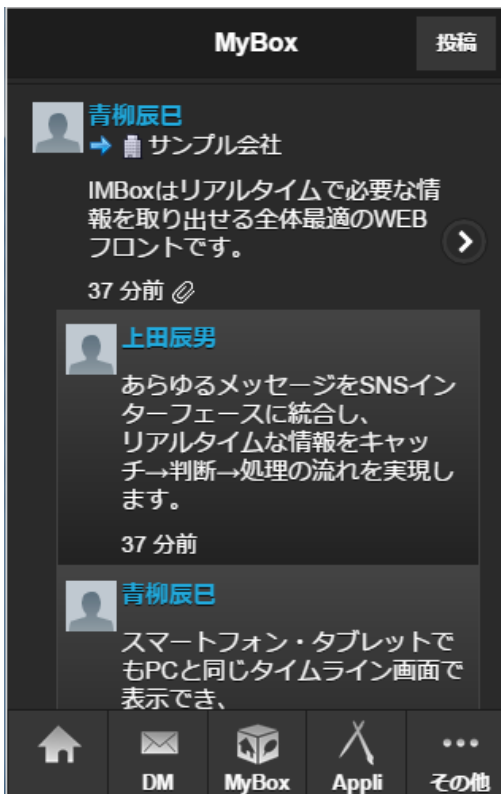 MyBox
投稿
青柳辰巳
サンプル会社
IMBoxはリアルタイムで必要な情
報を取り出せる全体最適のWEB
フロントです。
37 分前
上田辰男
あらゆるメッセージをSNSイン
ターフェースに統合し、
リアルタイムな情報をキャッ
チ→判断→処理の流れを実現し
ます。
37 分前
青柳辰巳
スマートフォン・タブレットで
もPCと同じタイムライン画面で
表示でき、
DM
MyBox
Appli
その他